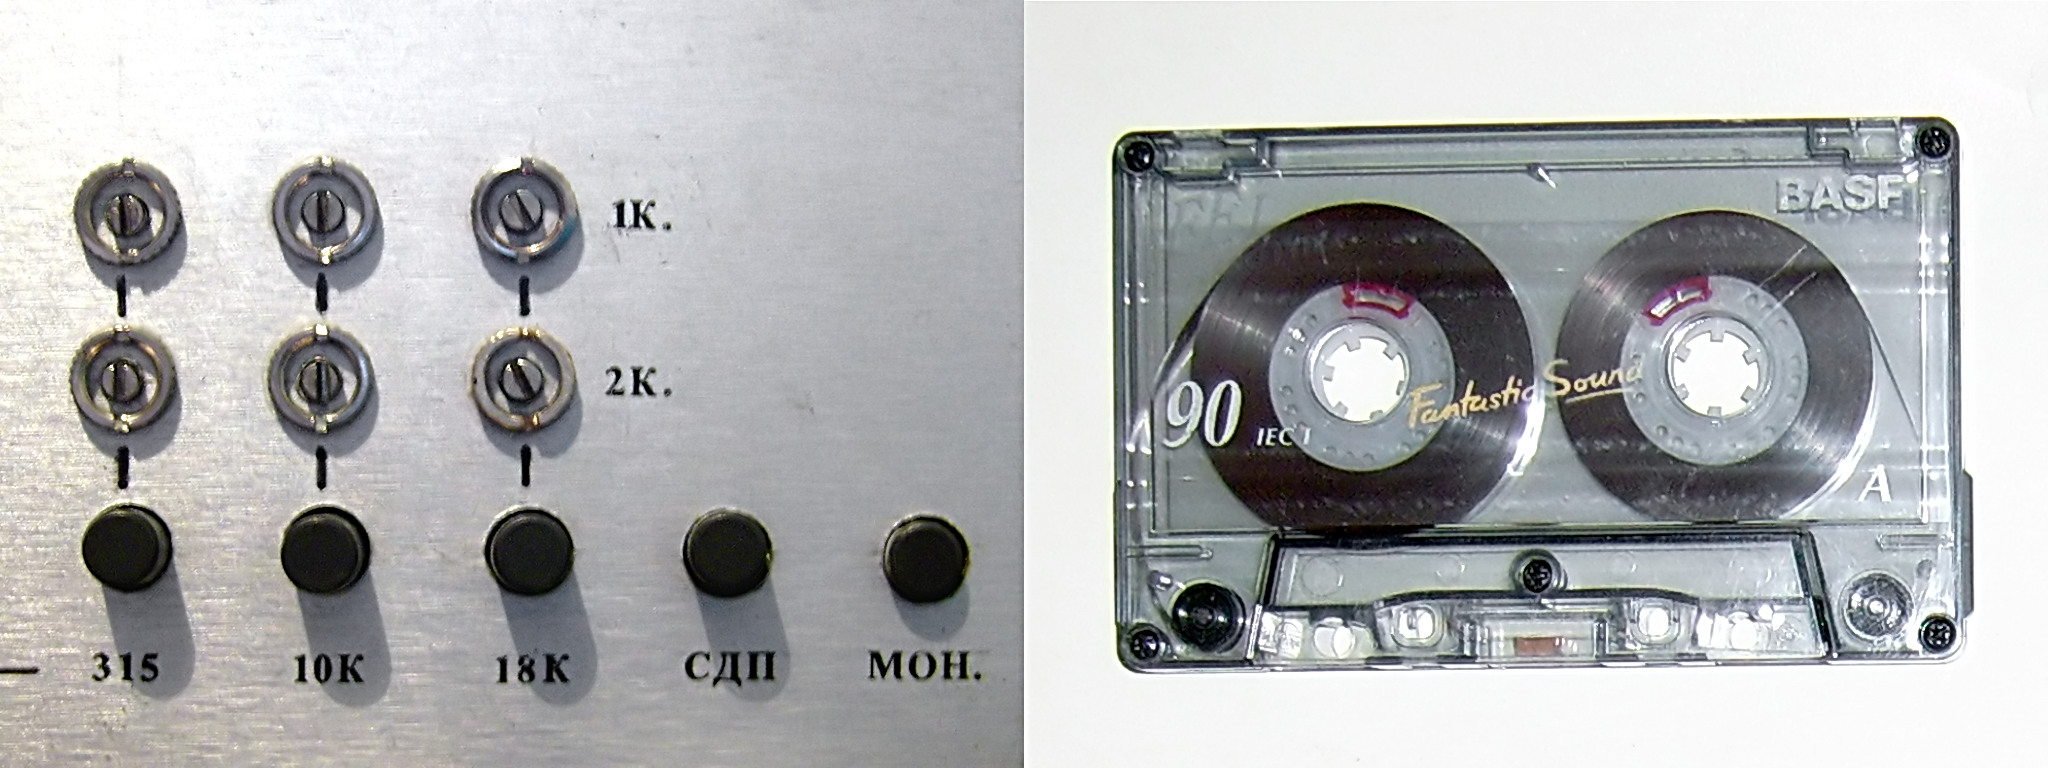 1К.
2К.
315 10К 18К СДП МОН.
BASF
90 IEC I Fantastic Sound
A